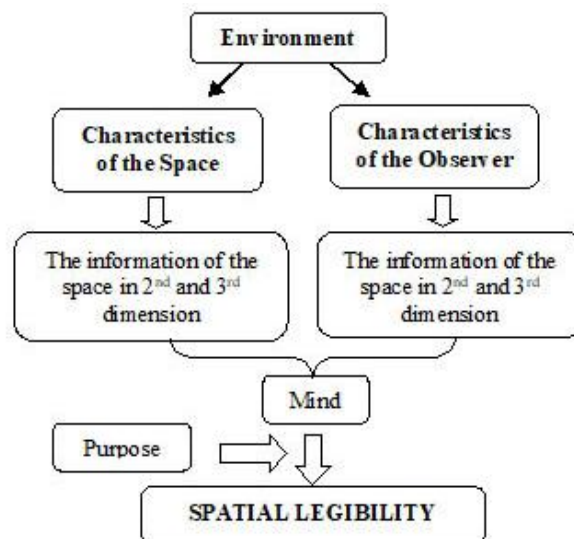 Environment
Characteristics
of the Space
Characteristics
of the Observer
The information of the
space in 2nd and 3rd
dimension
The information of the
space in 2nd and 3rd
dimension
Mind
Purpose
SPATIAL LEGIBILITY